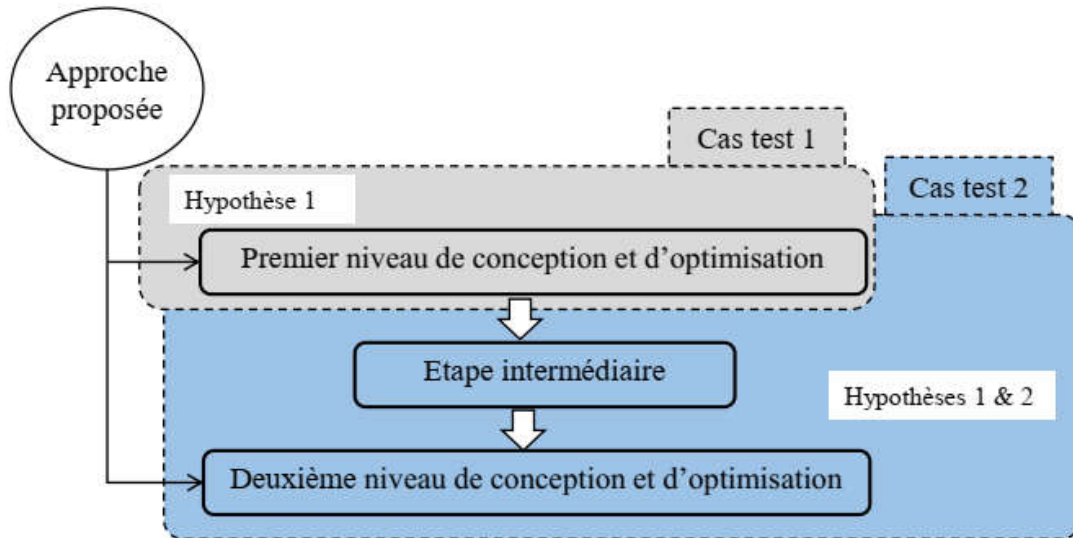 Approche
proposée
Cas test 1
Cas test 2
Hypothèse 1
Premier niveau de conception et d’optimisation
Etape intermédiaire
Hypothèses 1 & 2
Deuxième niveau de conception et d’optimisation